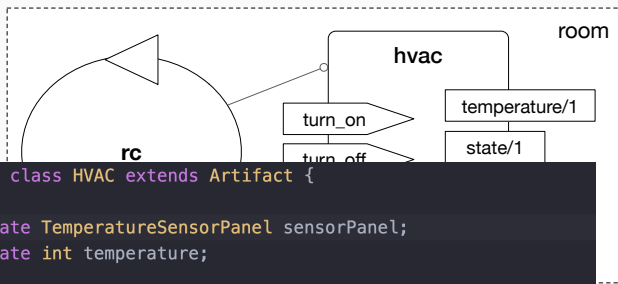 room
hvac
temperature/1
turn_on
state/1
rc
turn_off
class HVAC extends Artifact {
ate TemperatureSensorPanel sensorPanel;
ate int temperature;